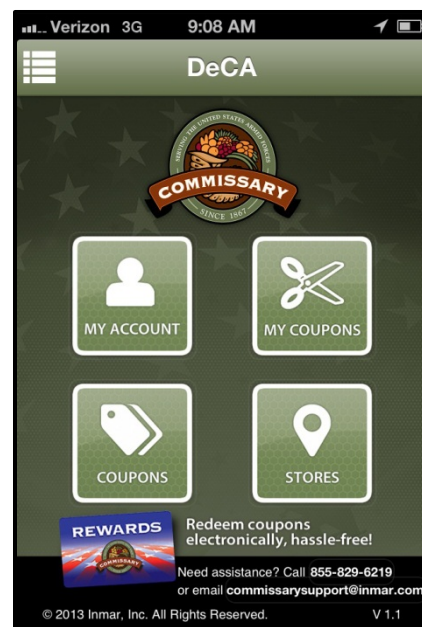 Verizon 3G 9:08 AM
DeCA
SERVING THE UNITED STATES ARMED FORCES
COMMISSARY
SINCE 1867
MY ACCOUNT MY COUPONS
COUPONS STORES
REWARDS
COMMISSARY
Redeem coupons
electronically, hassle-free!
Need assistance? Call 855-829-6219
or email commissarysupport@inmar.com
© 2013 Inmar, Inc. All Rights Reserved. V 1.1